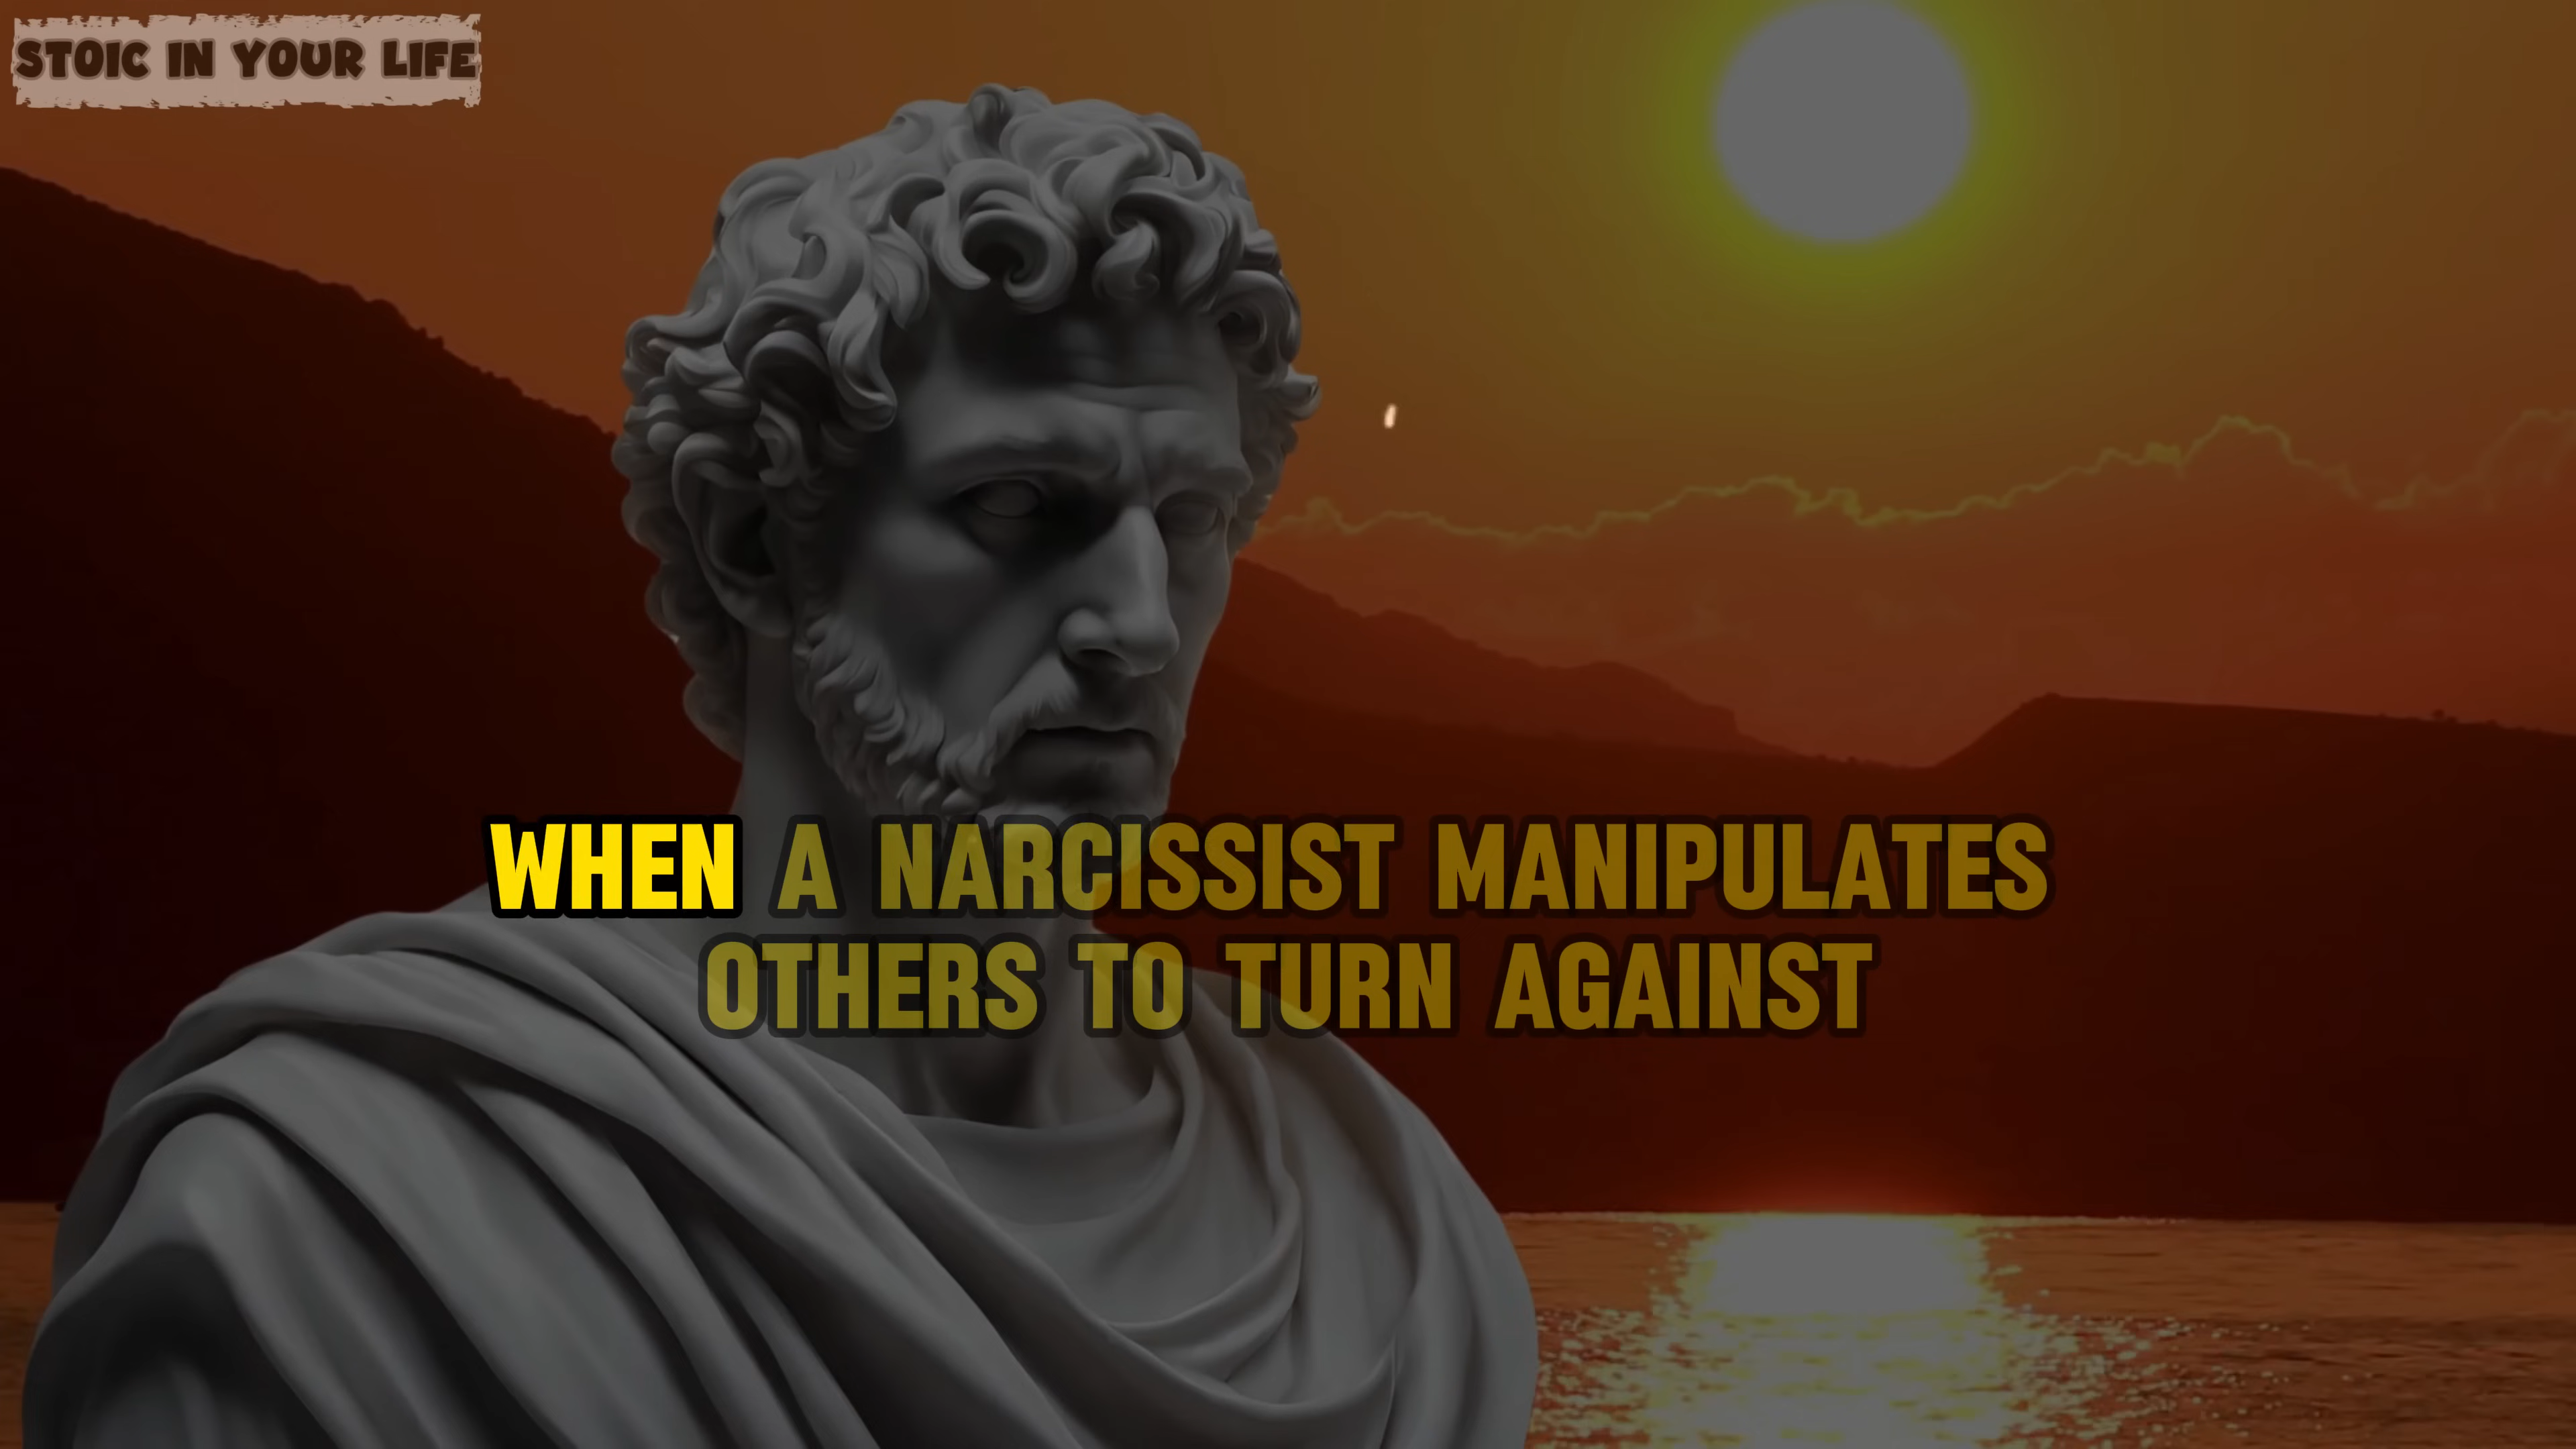 STOIC IN YOUR LIFE
WHEN A NARCISSIST MANIPULATES
OTHERS TO TURN AGAINST